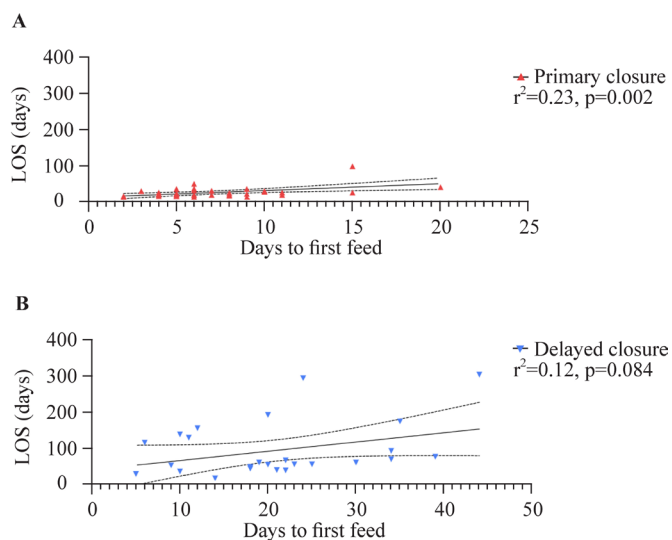 A
400
300
200
100
0
LOS (days)
0 5 10 15 20 25
Days to first feed
Primary closure
r²=0.23, p=0.002
B
400
300
200
100
0
LOS (days)
0 10 20 30 40 50
Days to first feed
Delayed closure
r²=0.12, p=0.084